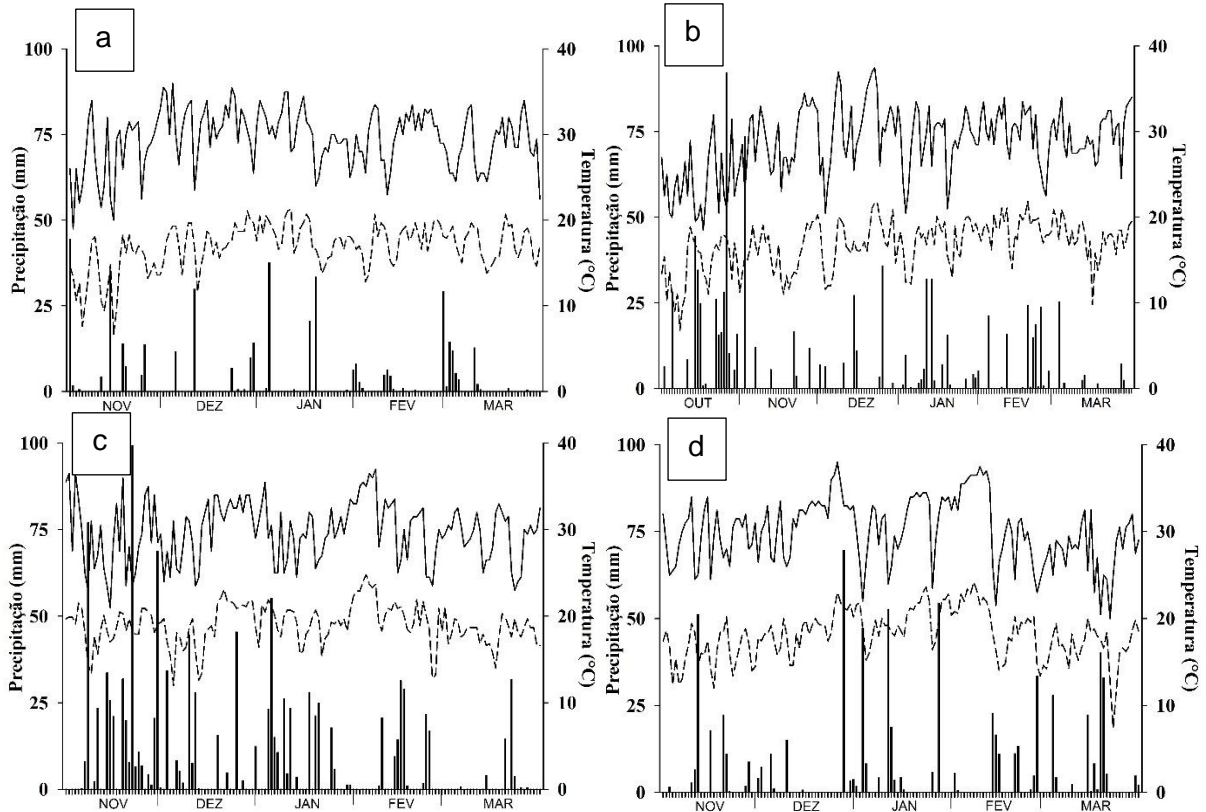 a
100
75
50
25
0
Precipitação (mm)
40
30
20
10
0
Temperatura (°C)
NOV DEZ JAN FEV MAR
b
100
75
50
25
0
Precipitação (mm)
40
30
20
10
0
Temperatura (°C)
OUT NOV DEZ JAN FEV MAR
c
100
75
50
25
0
Precipitação (mm)
40
30
20
10
0
Temperatura (°C)
NOV DEZ JAN FEV MAR
d
100
75
50
25
0
Precipitação (mm)
40
30
20
10
0
Temperatura (°C)
NOV DEZ JAN FEV MAR